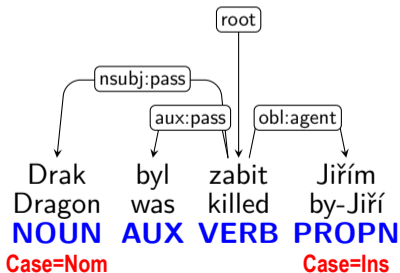 root
nsubj:pass
aux:pass obl:agent
Drak byl zabit Jiřím
Dragon was killed by-Jiří
NOUN AUX VERB PROPN
Case=Nom Case=Ins